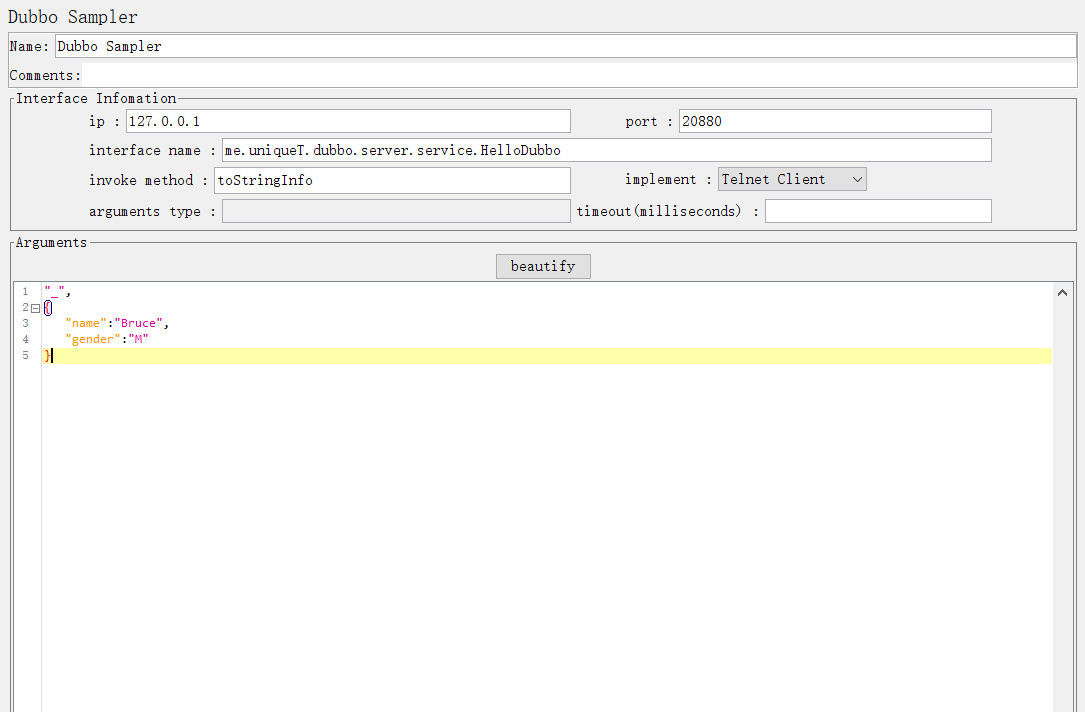 Dubbo Sampler
Name: Dubbo Sampler
Comments:
Interface Infomation
ip : 127.0.0.1 port : 20880
interface name : me.uniqueT.dubbo.server.service.HelloDubbo
invoke method : toStringInfo implement : Telnet Client
arguments type : timeout(milliseconds) :
Arguments
beautify
1 "_",
2 {
3 "name":"Bruce",
4 "gender":"M"
5 }